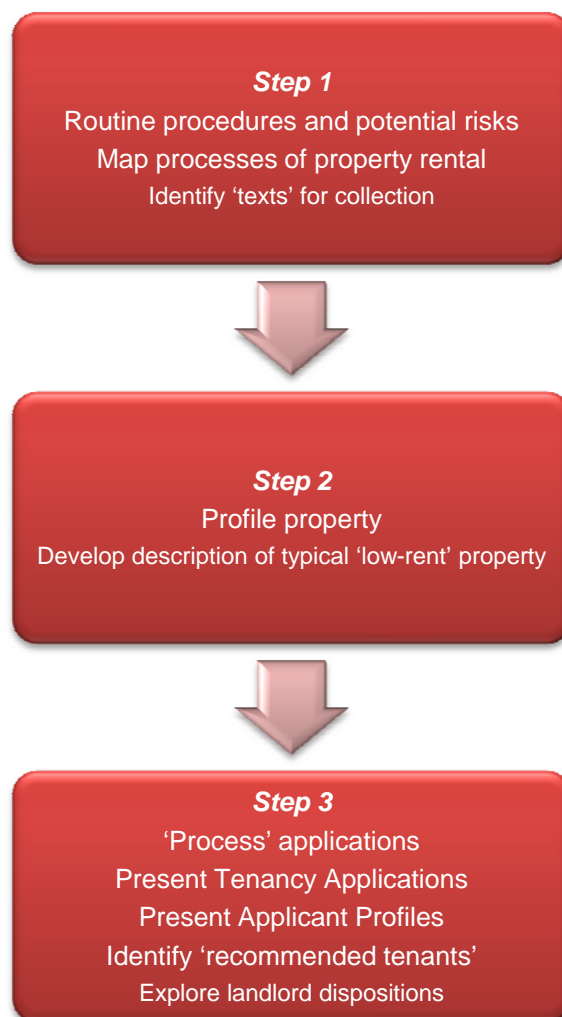 Step 1
Routine procedures and potential risks
Map processes of property rental
Identify ‘texts’ for collection
Step 2
Profile property
Develop description of typical ‘low-rent’ property
Step 3
‘Process’ applications
Present Tenancy Applications
Present Applicant Profiles
Identify ‘recommended tenants’
Explore landlord dispositions